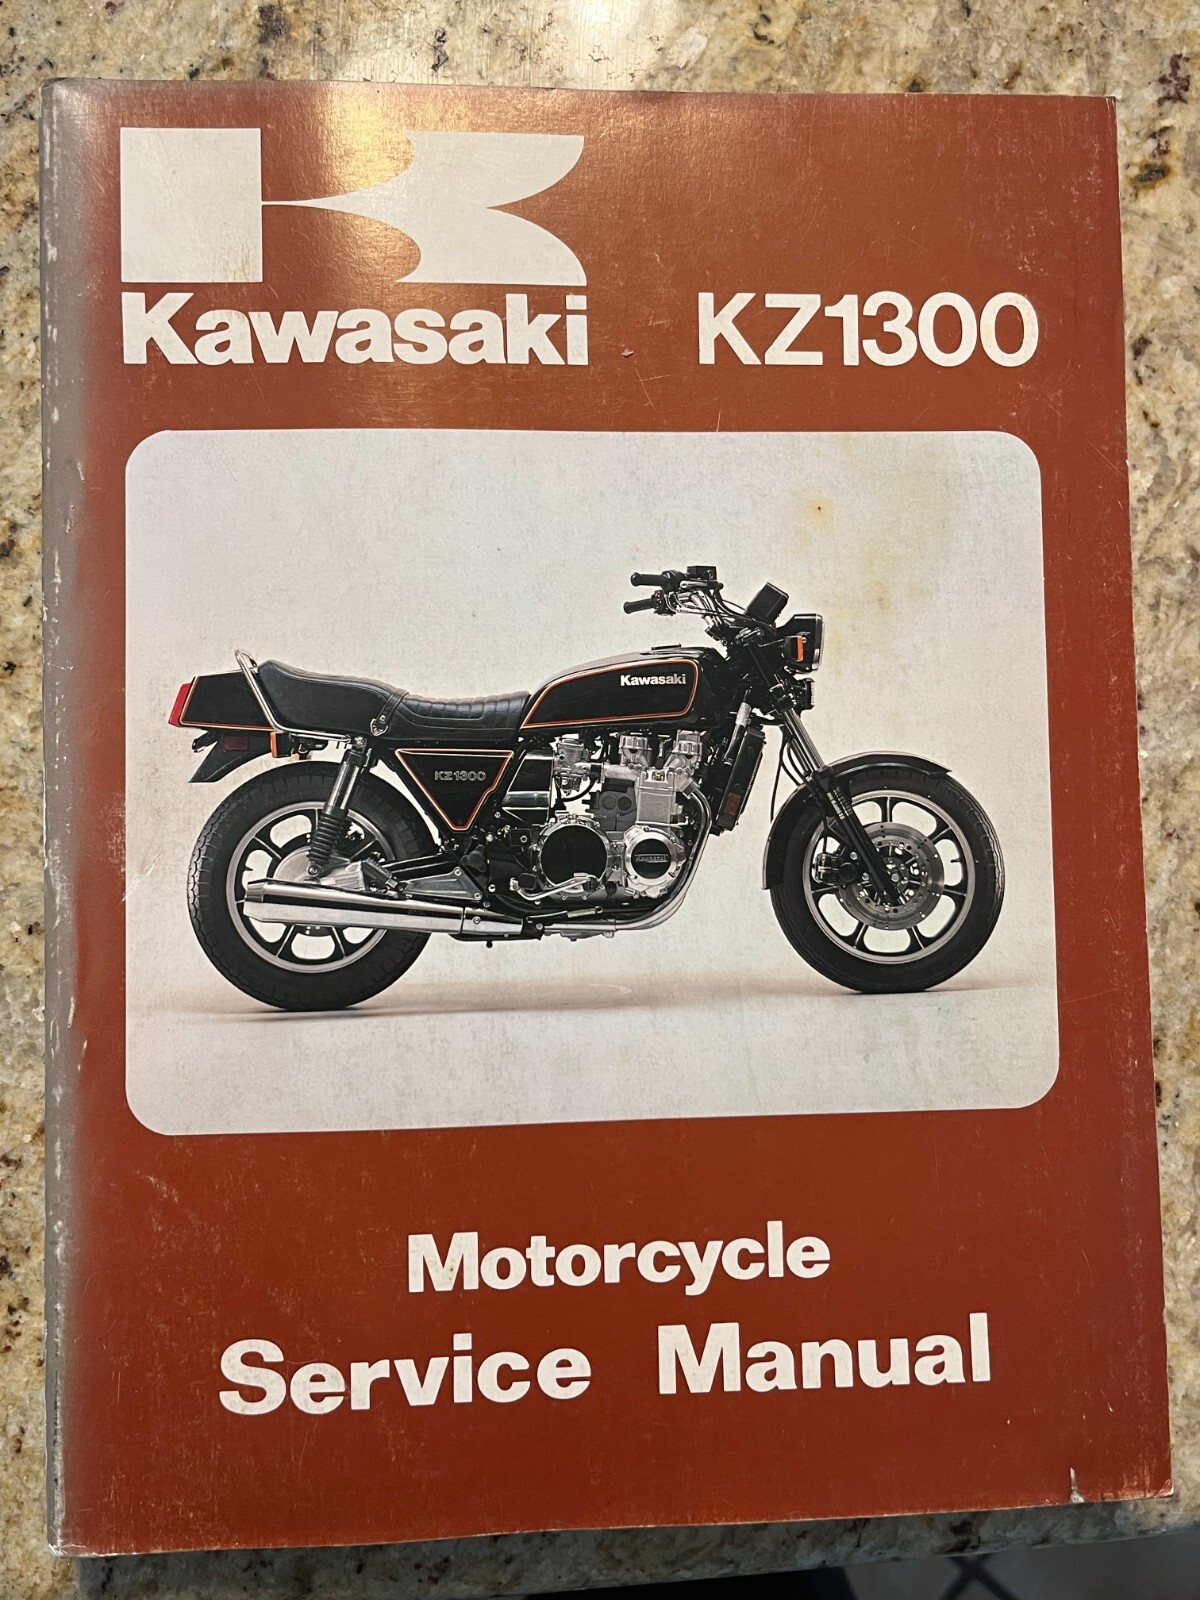 Kawasaki KZ1300
Kawasaki
KZ1300
Motorcycle
Service Manual